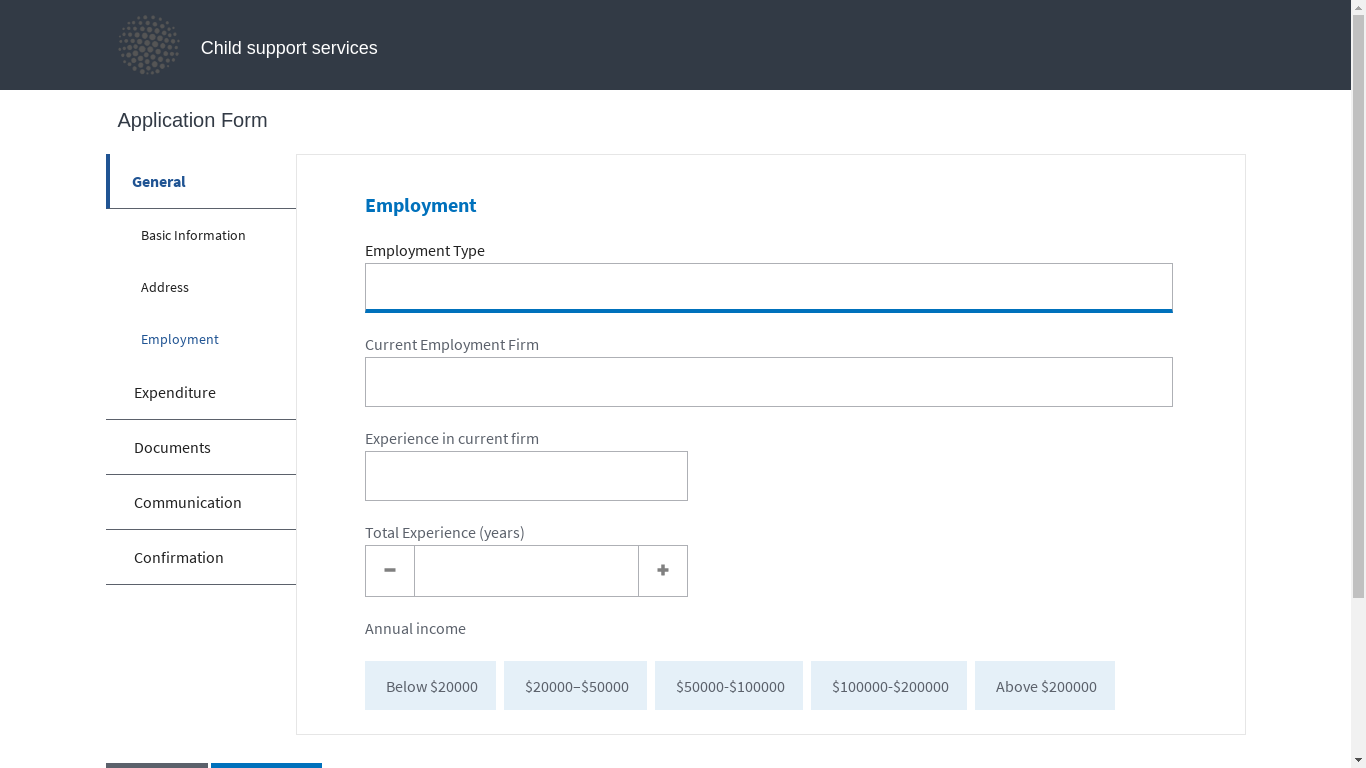 Child support services
Application Form
General
Basic Information
Address
Employment
Expenditure
Documents
Communication
Confirmation
Employment
Employment Type
Current Employment Firm
Experience in current firm
Total Experience (years)
Annual income
Below $20000
$20000–$50000
$50000-$100000
$100000-$200000
Above $200000